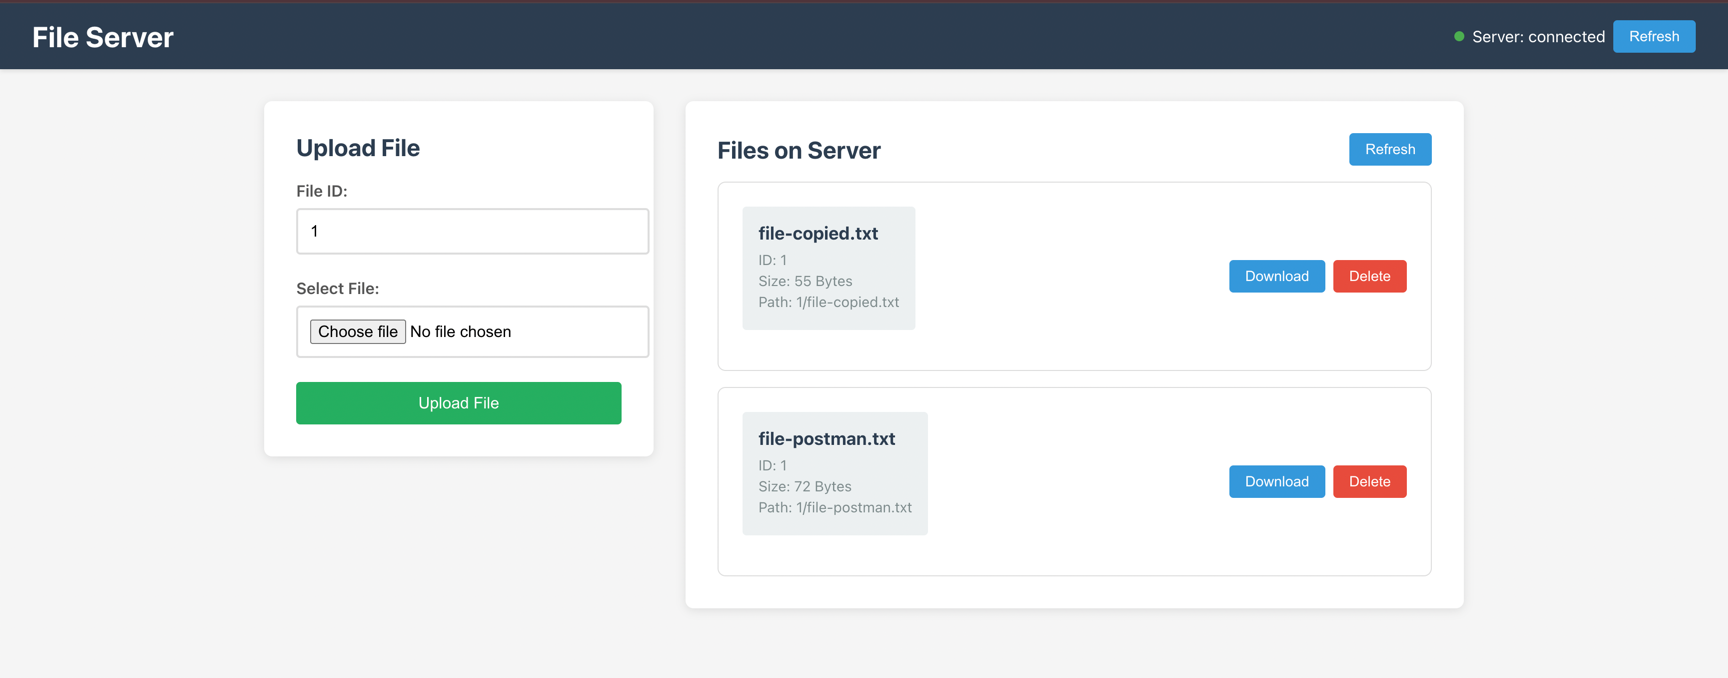 File Server
Server: connected
Refresh
Upload File
File ID:
1
Select File:
Choose file No file chosen
Upload File
Files on Server
Refresh
file-copied.txt
ID: 1
Size: 55 Bytes
Path: 1/file-copied.txt
Download
Delete
file-postman.txt
ID: 1
Size: 72 Bytes
Path: 1/file-postman.txt
Download
Delete